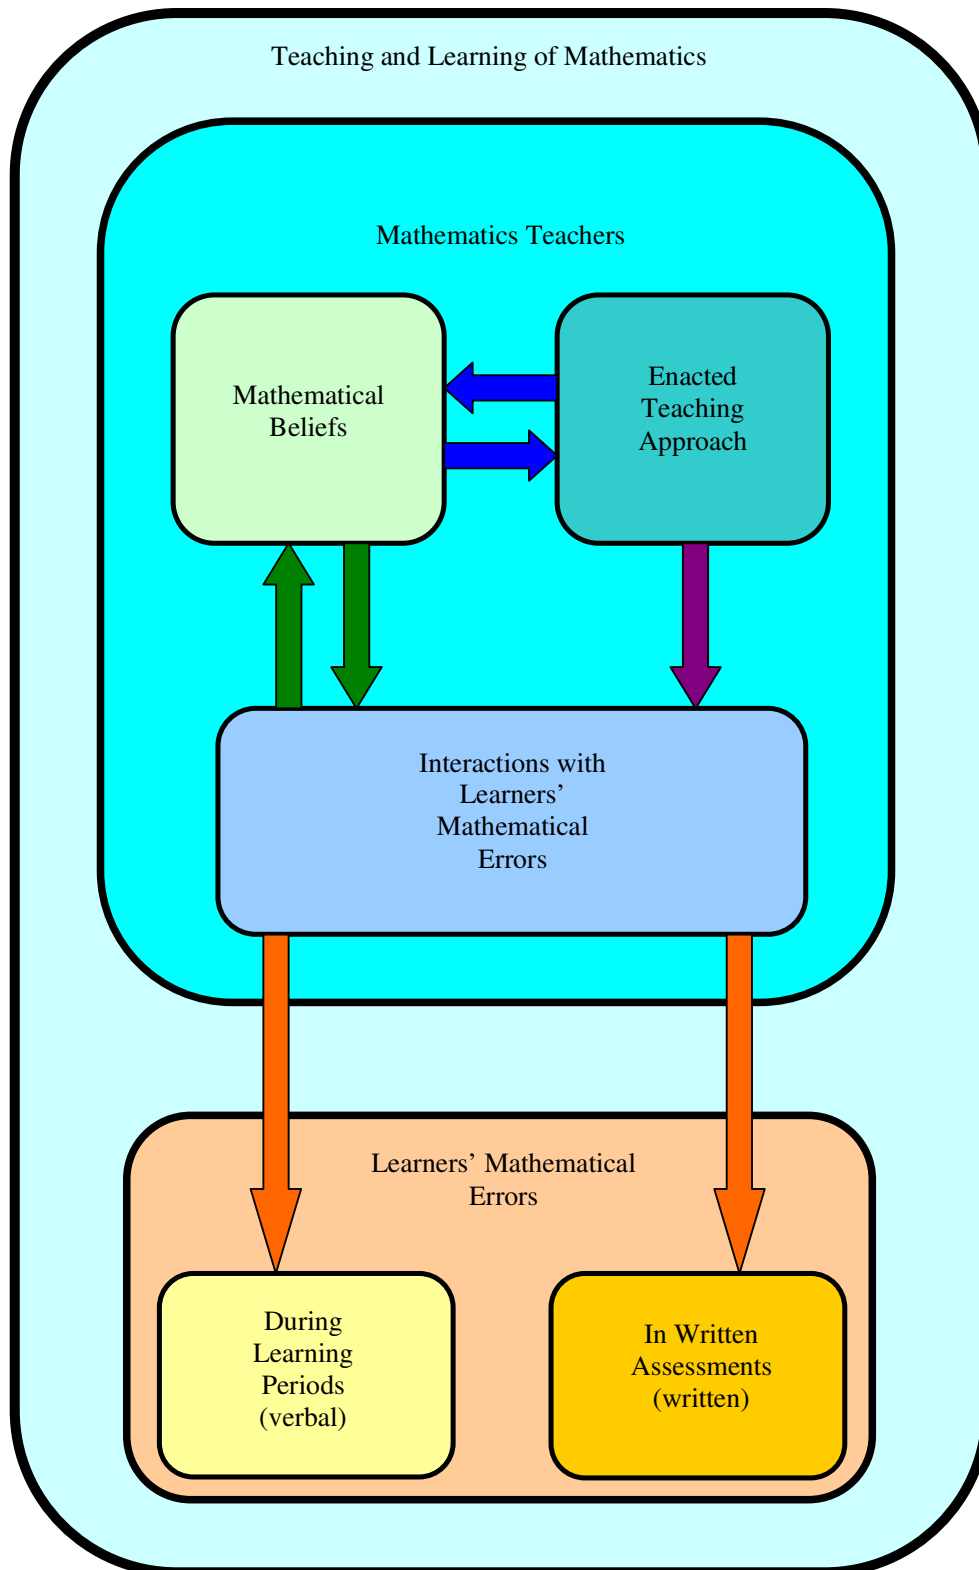 Teaching and Learning of Mathematics
Mathematics Teachers
Mathematical
Beliefs
Enacted
Teaching
Approach
Interactions with
Learners’
Mathematical
Errors
Learners’ Mathematical
Errors
During
Learning
Periods
(verbal)
In Written
Assessments
(written)